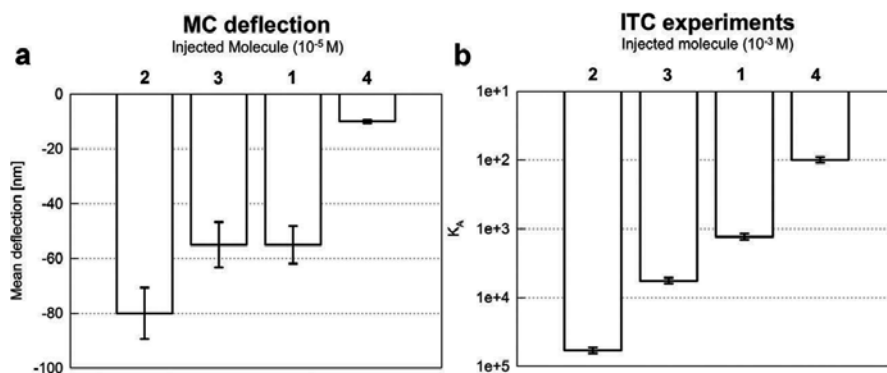 MC deflection
Injected Molecule (10⁻⁵ M)
a
2 3 1 4
0
-20
-40
-60
-80
-100
Mean deflection [nm]
ITC experiments
Injected molecule (10⁻³ M)
b
2 3 1 4
1e+1
1e+2
1e+3
1e+4
1e+5
K_A